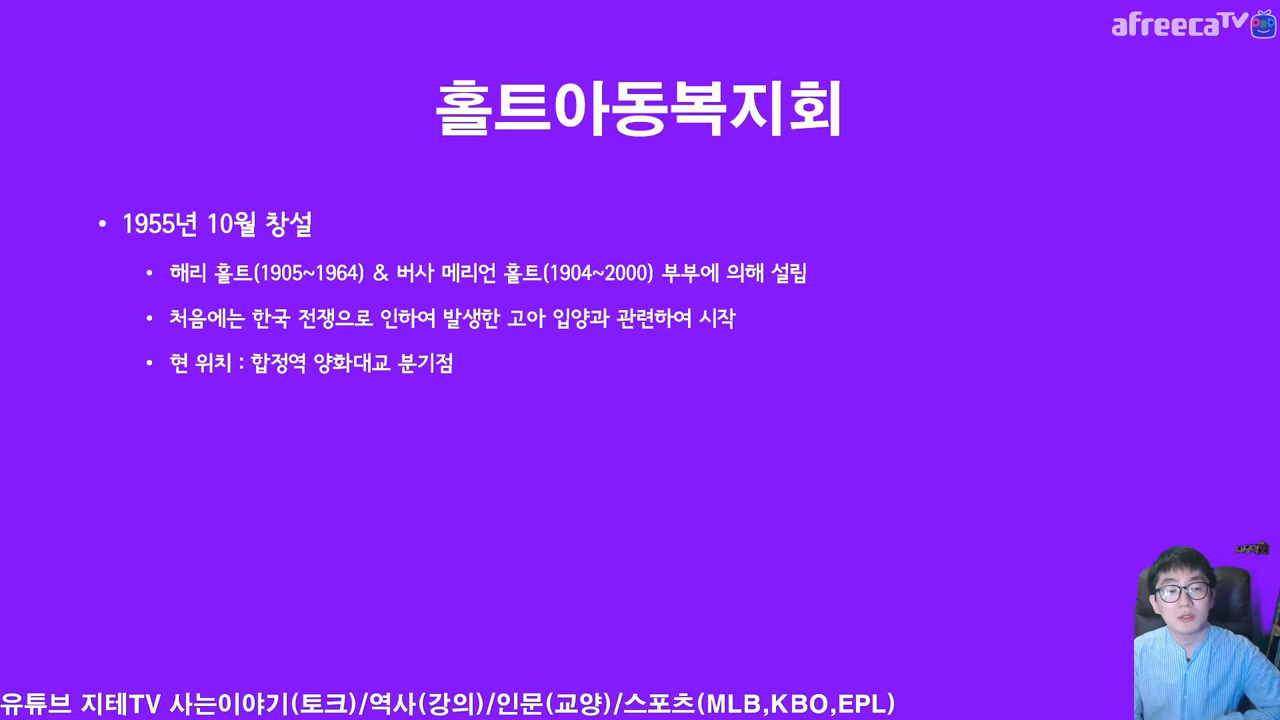 afreecaTV
홀트아동복지회
• 1955년 10월 창설
• 해리 홀트(1905~1964) & 버사 메리언 홀트(1904~2000) 부부에 의해 설립
• 처음에는 한국 전쟁으로 인하여 발생한 고아 입양과 관련하여 시작
• 현 위치 : 합정역 양화대교 분기점
유튜브 지테TV 사는이야기(토크)/역사(강의)/인문(교양)/스포츠(MLB,KBO,EPL)